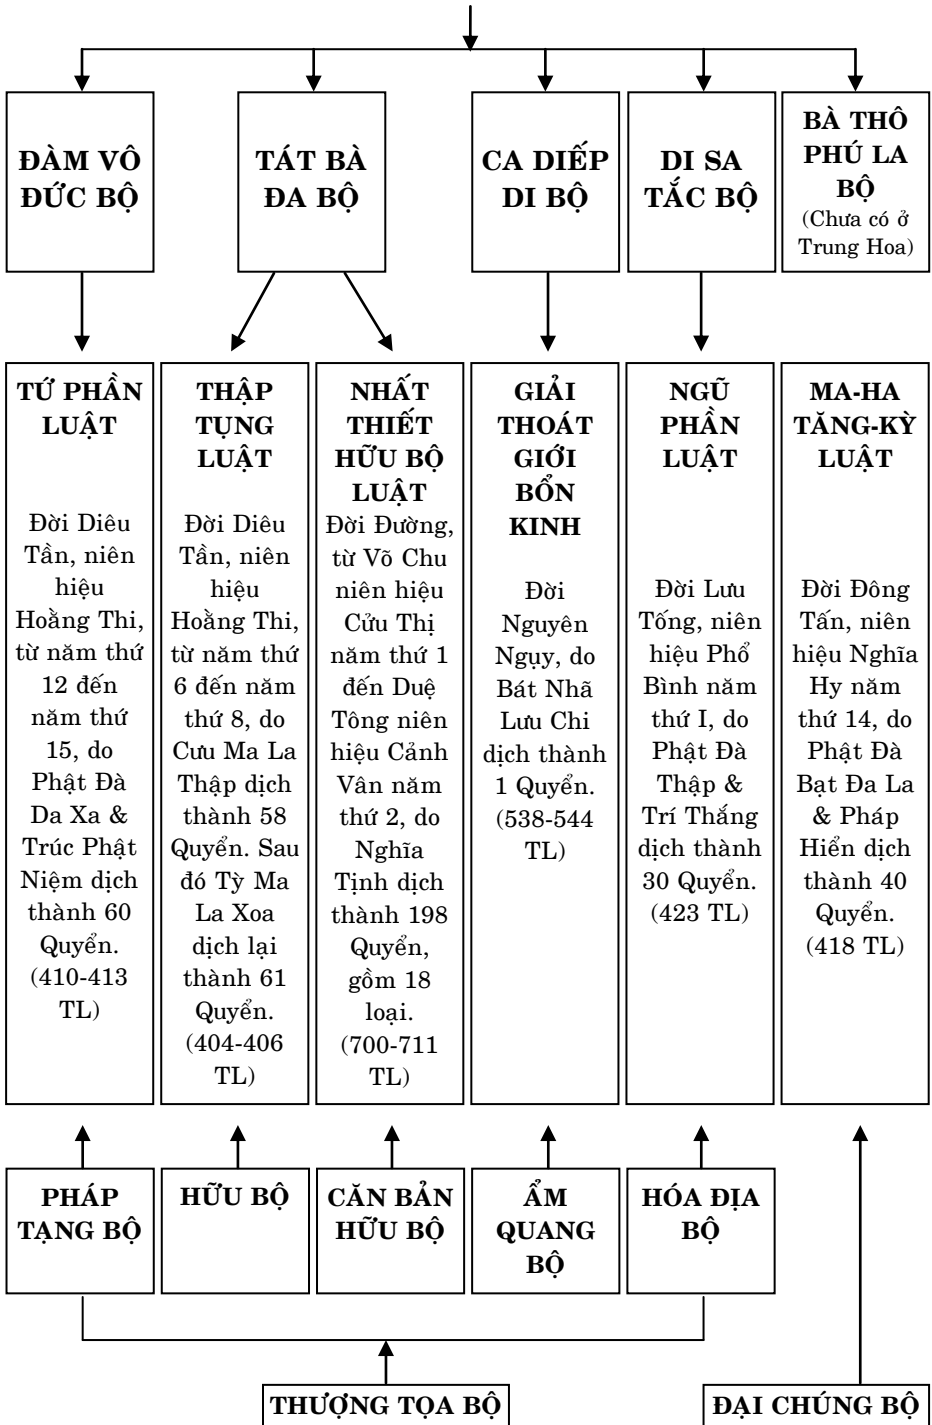 ĐÀM VÔ
ĐỨC BỘ
TÁT BÀ
ĐA BỘ
CA DIẾP
DI BỘ
DI SA
TẮC BỘ
BÀ THÔ
PHÚ LA
BỘ
(Chưa có ở
Trung Hoa)
TỨ PHẦN
LUẬT
Đời Diêu
Tần, niên
hiệu
Hoằng Thi,
từ năm thứ
12 đến
năm thứ
15, do
Phật Đà
Da Xa &
Trúc Phật
Niệm dịch
thành 60
Quyển.
(410-413
TL)
THẬP
TỤNG
LUẬT
Đời Diêu
Tần, niên
hiệu
Hoằng Thi,
từ năm thứ
6 đến năm
thứ 8, do
Cưu Ma La
Thập dịch
thành 58
Quyển. Sau
đó Tỳ Ma
La Xoa
dịch lại
thành 61
Quyển.
(404-406
TL)
NHẤT
THIẾT
HỮU BỘ
LUẬT
Đời Đường,
từ Võ Chu
niên hiệu
Cửu Thị
năm thứ 1
đến Duệ
Tông niên
hiệu Cảnh
Vân năm
thứ 2, do
Nghĩa
Tịnh dịch
thành 198
Quyển,
gồm 18
loại.
(700-711
TL)
GIẢI
THOÁT
GIỚI
BỔN
KINH
Đời
Nguyên
Ngụy, do
Bát Nhã
Lưu Chi
dịch thành
1 Quyển.
(538-544
TL)
NGŨ
PHẦN
LUẬT
Đời Lưu
Tống, niên
hiệu Phổ
Bình năm
thứ I, do
Phật Đà
Thập &
Trí Thắng
dịch thành
30 Quyển.
(423 TL)
MA-HA
TĂNG-KỲ
LUẬT
Đời Đông
Tấn, niên
hiệu Nghĩa
Hy năm
thứ 14, do
Phật Đà
Bạt Đa La
& Pháp
Hiển dịch
thành 40
Quyển.
(418 TL)
PHÁP
TẠNG BỘ
HỮU BỘ
CĂN BẢN
HỮU BỘ
ẨM
QUANG
BỘ
HÓA ĐỊA
BỘ
THƯỢNG TỌA BỘ
ĐẠI CHÚNG BỘ